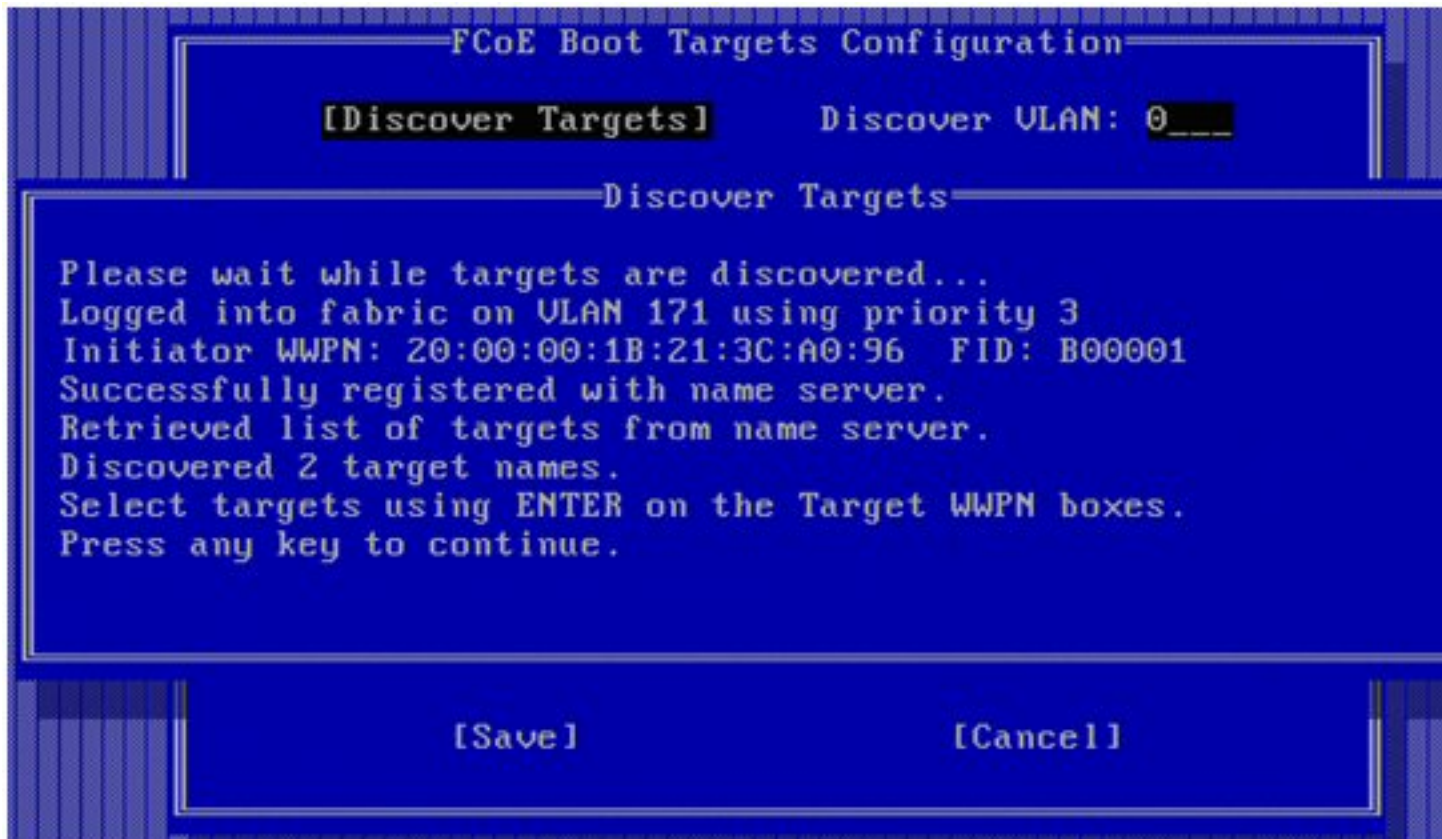 FCoE Boot Targets Configuration
[Discover Targets] Discover VLAN: 0___
Discover Targets
Please wait while targets are discovered...
Logged into fabric on VLAN 171 using priority 3
Initiator WWPN: 20:00:00:1B:21:3C:A0:96 FID: B00001
Successfully registered with name server.
Retrieved list of targets from name server.
Discovered 2 target names.
Select targets using ENTER on the Target WWPN boxes.
Press any key to continue.
[Save] [Cancel]